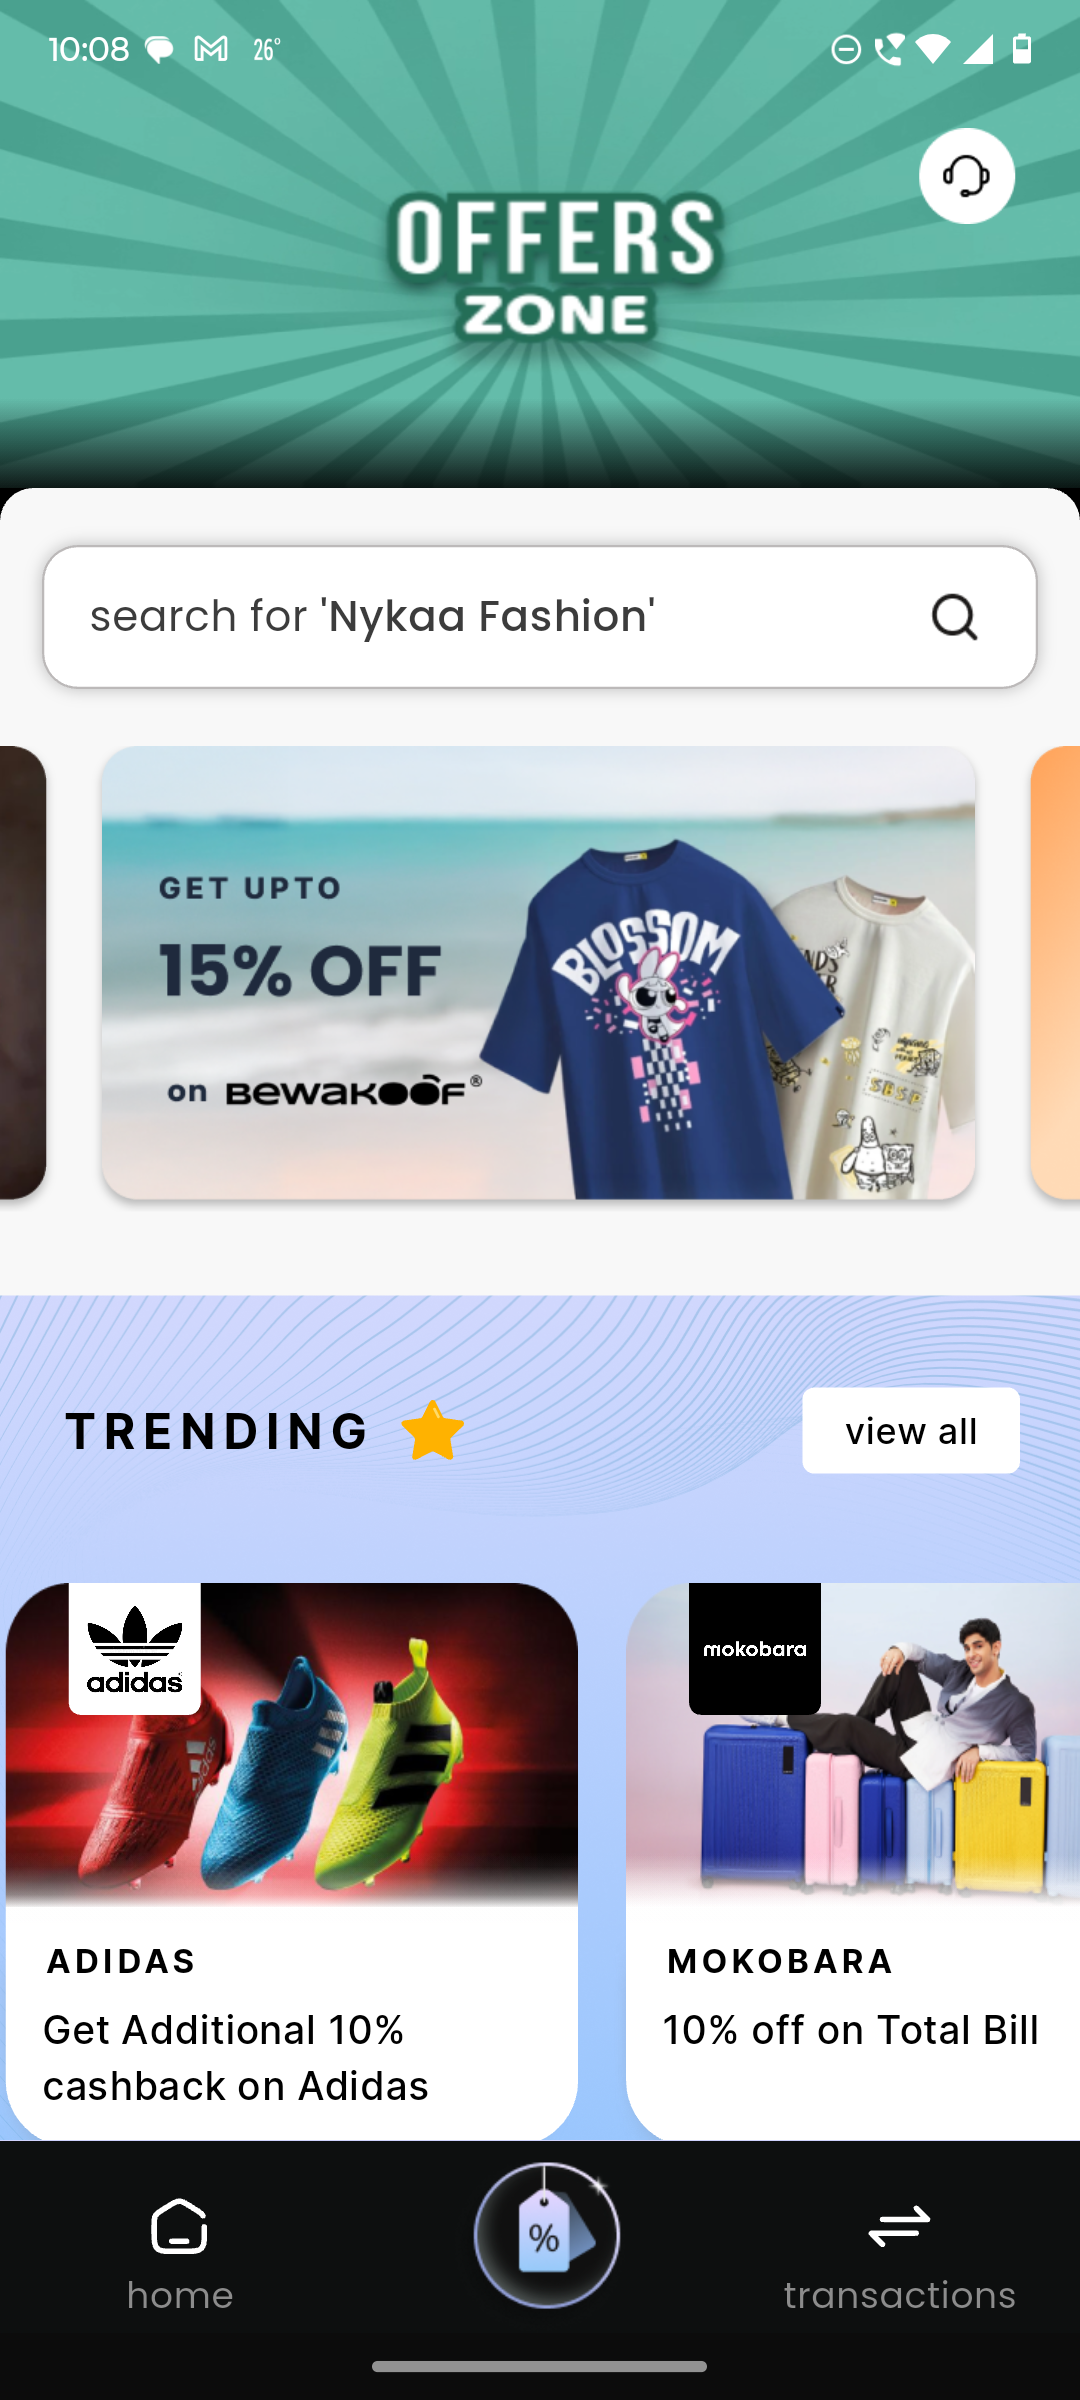 10:08 26°
OFFERS
ZONE
search for 'Nykaa Fashion'
GET UPTO
15% OFF
on BEWAKOOF®
BLOSSOM
SBSP
TRENDING
view all
adidas
mokobara
ADIDAS
Get Additional 10%
cashback on Adidas
MOKOBARA
10% off on Total Bill
%
home
transactions